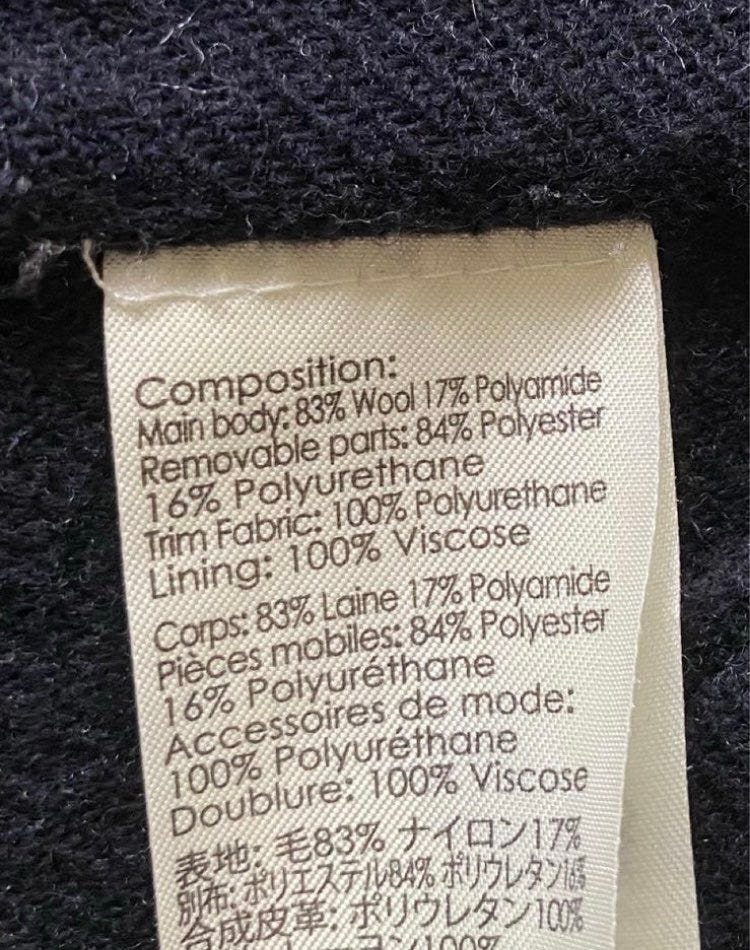 Composition:
Main body: 83% Wool 17% Polyamide
Removable parts: 84% Polyester
16% Polyurethane
Trim Fabric: 100% Polyurethane
Lining: 100% Viscose
Corps: 83% Laine 17% Polyamide
Pièces mobiles: 84% Polyester
16% Polyuréthane
Accessoires de mode:
100% Polyuréthane
Doublure: 100% Viscose
表地: 毛83% ナイロン17%
別布: ポリエステル84% ポリウレタン16%
合成皮革: ポリウレタン100%